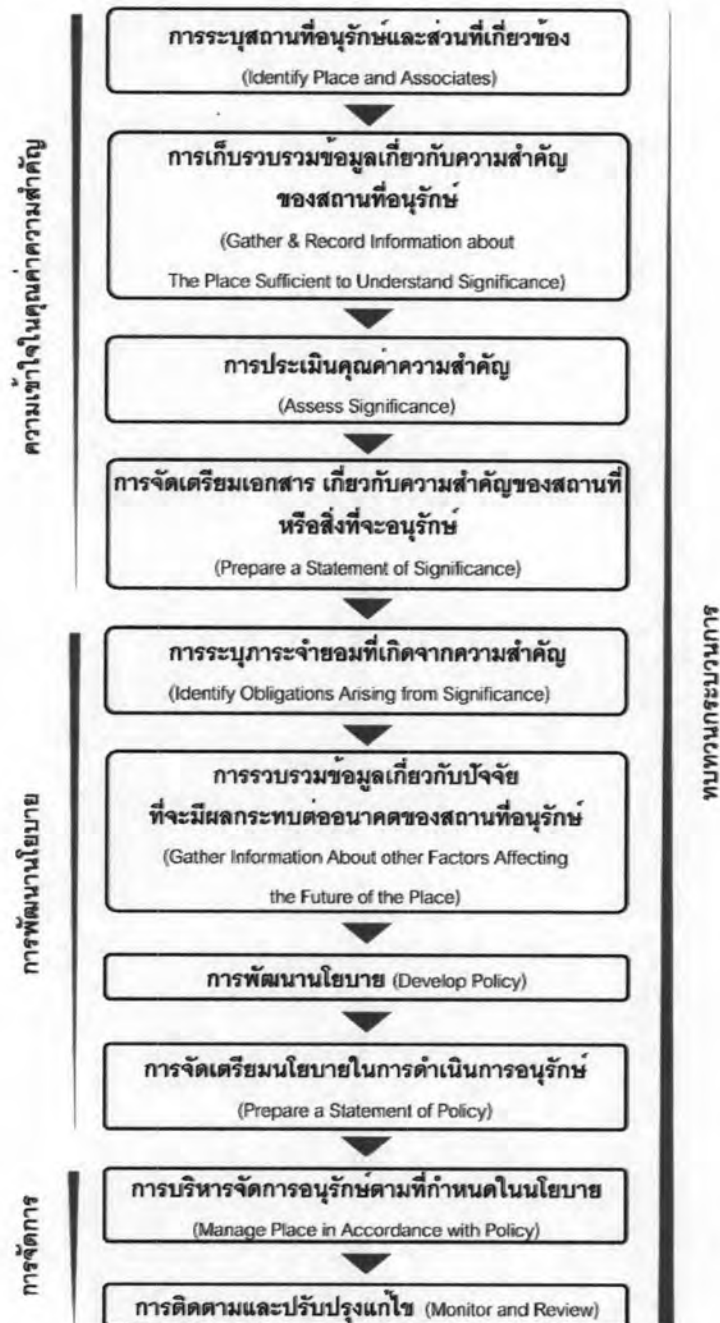 ความเข้าใจในคุณค่าความสำคัญ
การระบุสถานที่อนุรักษ์และส่วนที่เกี่ยวข้อง
(Identify Place and Associates)
การเก็บรวบรวมข้อมูลเกี่ยวกับความสำคัญ
ของสถานที่อนุรักษ์
(Gather & Record Information about
The Place Sufficient to Understand Significance)
การประเมินคุณค่าความสำคัญ
(Assess Significance)
การจัดเตรียมเอกสาร เกี่ยวกับความสำคัญของสถานที่
หรือสิ่งที่จะอนุรักษ์
(Prepare a Statement of Significance)
การพัฒนานโยบาย
การระบุภาระจำยอมที่เกิดจากความสำคัญ
(Identify Obligations Arising from Significance)
การรวบรวมข้อมูลเกี่ยวกับปัจจัย
ที่จะมีผลกระทบต่ออนาคตของสถานที่อนุรักษ์
(Gather Information About other Factors Affecting
the Future of the Place)
การพัฒนานโยบาย (Develop Policy)
การจัดเตรียมนโยบายในการดำเนินการอนุรักษ์
(Prepare a Statement of Policy)
การจัดการ
การบริหารจัดการอนุรักษ์ตามที่กำหนดในนโยบาย
(Manage Place in Accordance with Policy)
การติดตามและปรับปรุงแก้ไข (Monitor and Review)